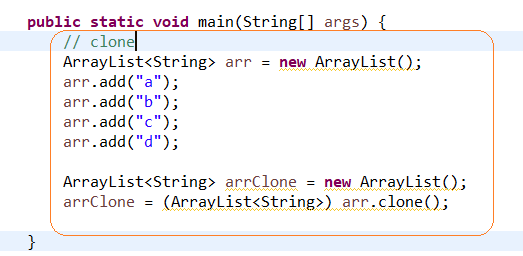 public static void main(String[] args) {
// clone
ArrayList<String> arr = new ArrayList();
arr.add("a");
arr.add("b");
arr.add("c");
arr.add("d");
ArrayList<String> arrClone = new ArrayList();
arrClone = (ArrayList<String>) arr.clone();
}